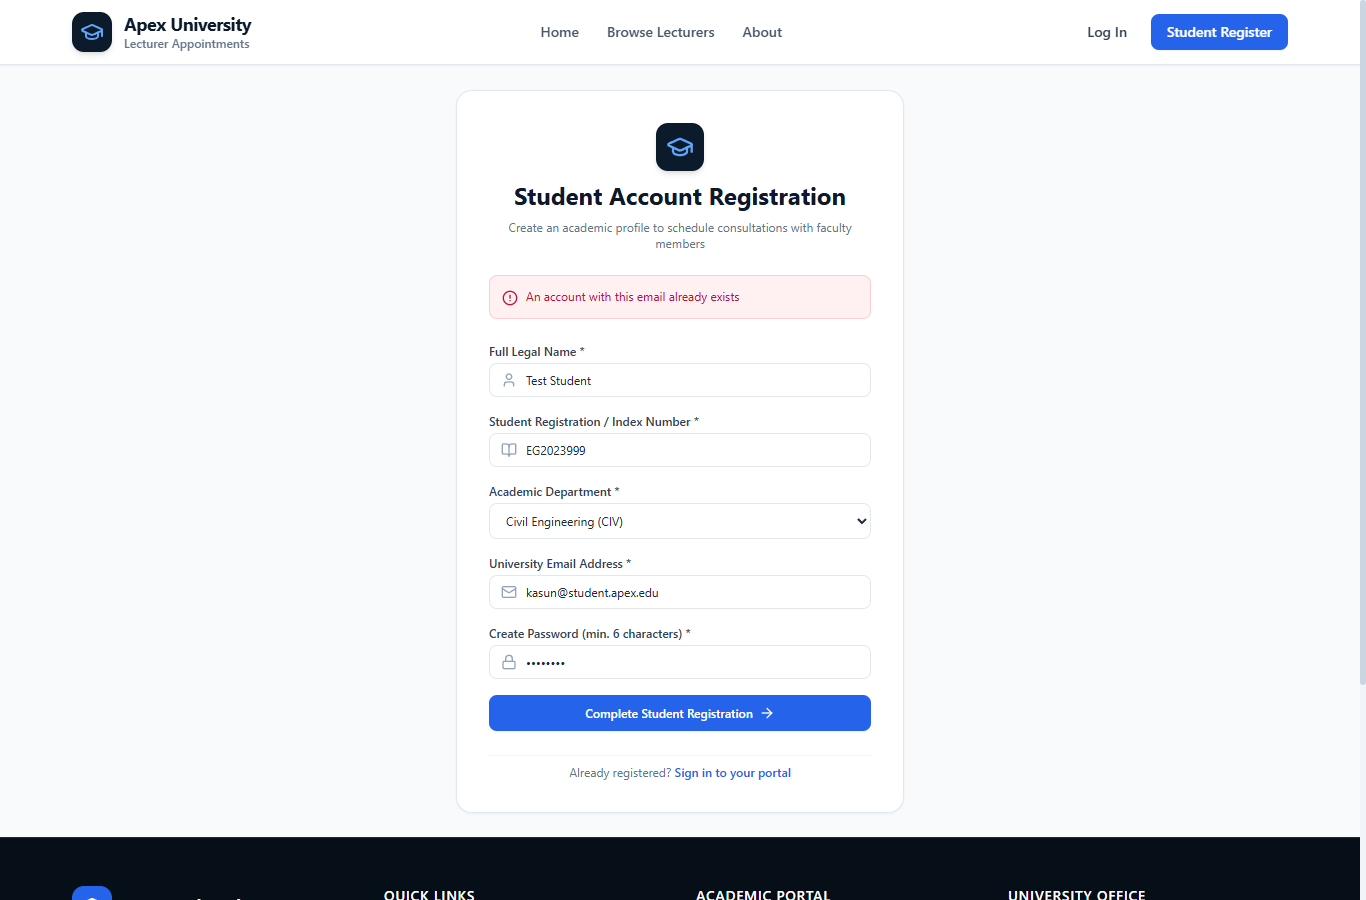 Apex University
Lecturer Appointments
Home
Browse Lecturers
About
Log In
Student Register
Student Account Registration
Create an academic profile to schedule consultations with faculty
members
An account with this email already exists
Full Legal Name *
Test Student
Student Registration / Index Number *
EG2023999
Academic Department *
Civil Engineering (CIV)
University Email Address *
kasun@student.apex.edu
Create Password (min. 6 characters) *
••••••••
Complete Student Registration →
Already registered? Sign in to your portal
QUICK LINKS
ACADEMIC PORTAL
UNIVERSITY OFFICE